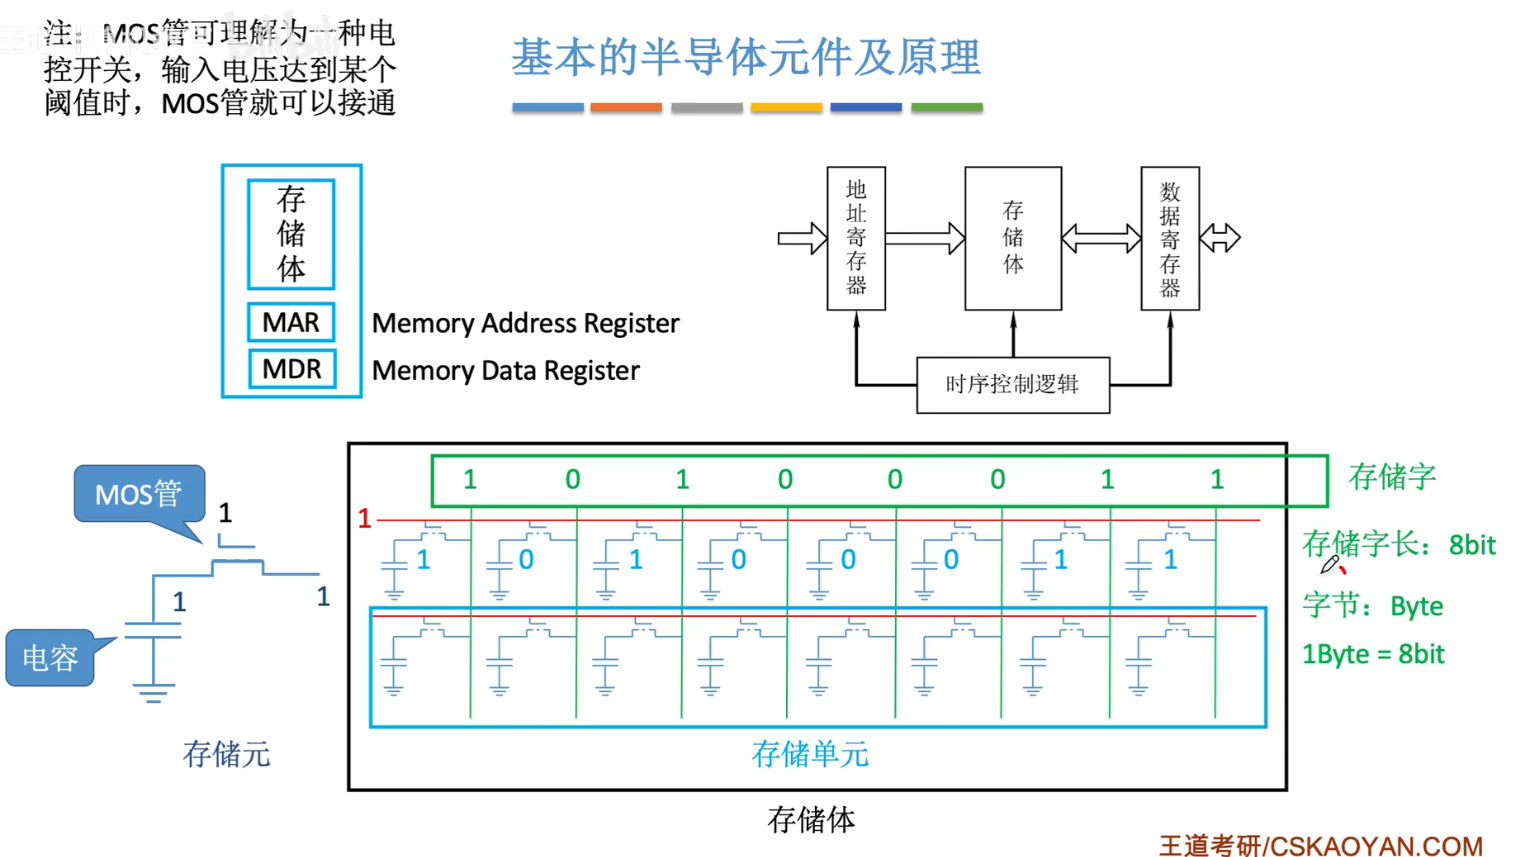 注：MOS管可理解为一种电
控开关，输入电压达到某个
阈值时，MOS管就可以接通
基本的半导体元件及原理
存
储
体
MAR
Memory Address Register
MDR
Memory Data Register
地
址
寄
存
器
存
储
体
数
据
寄
存
器
时序控制逻辑
MOS管
1
1
1
电容
存储元
1 0 1 0 0 0 1 1
存储字
1
1 0 1 0 0 0 1 1
存储字长：8bit
字节：Byte
1Byte = 8bit
存储单元
存储体
王道考研/CSKAOYAN.COM